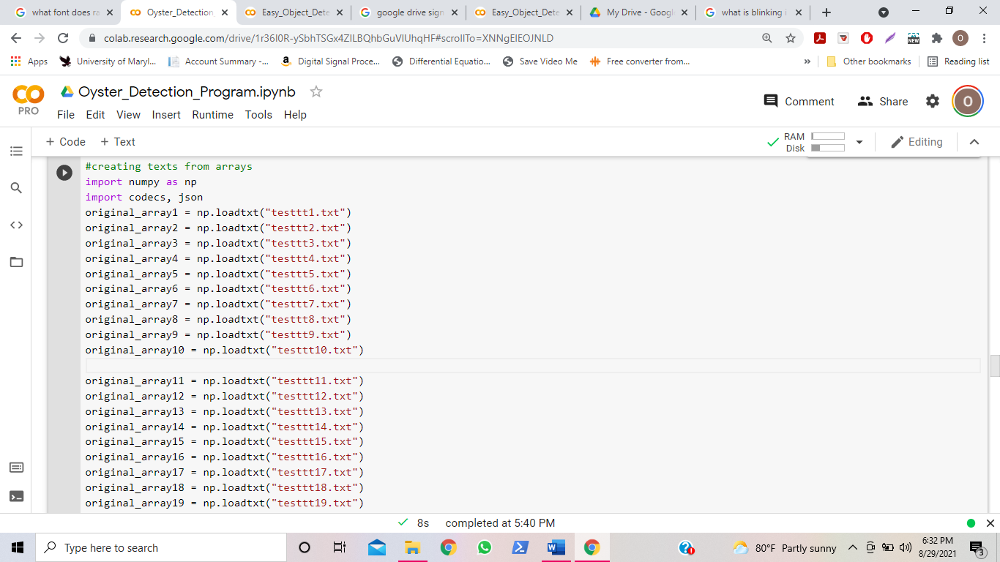 what font does ra
Oyster_Detection
Easy_Object_Dete
google drive sign
Easy_Object_Dete
My Drive - Googl
what is blinking i
colab.research.google.com/drive/1r36I0R-ySbhTSGx4ZILBQhbGuVlUhqHF#scrollTo=XNNgEIEOJNLD
NEW
O
Apps
University of Maryl...
Account Summary -...
Digital Signal Proce...
Differential Equatio...
Save Video Me
Free converter from...
»
Other bookmarks
Reading list
PRO
Oyster_Detection_Program.ipynb
File Edit View Insert Runtime Tools Help
Comment
Share
O
+ Code + Text
RAM
Disk
Editing
#creating texts from arrays
import numpy as np
import codecs, json
original_array1 = np.loadtxt("testtt1.txt")
original_array2 = np.loadtxt("testtt2.txt")
original_array3 = np.loadtxt("testtt3.txt")
original_array4 = np.loadtxt("testtt4.txt")
original_array5 = np.loadtxt("testtt5.txt")
original_array6 = np.loadtxt("testtt6.txt")
original_array7 = np.loadtxt("testtt7.txt")
original_array8 = np.loadtxt("testtt8.txt")
original_array9 = np.loadtxt("testtt9.txt")
original_array10 = np.loadtxt("testtt10.txt")
original_array11 = np.loadtxt("testtt11.txt")
original_array12 = np.loadtxt("testtt12.txt")
original_array13 = np.loadtxt("testtt13.txt")
original_array14 = np.loadtxt("testtt14.txt")
original_array15 = np.loadtxt("testtt15.txt")
original_array16 = np.loadtxt("testtt16.txt")
original_array17 = np.loadtxt("testtt17.txt")
original_array18 = np.loadtxt("testtt18.txt")
original_array19 = np.loadtxt("testtt19.txt")
8s completed at 5:40 PM
Type here to search
80°F Partly sunny
6:32 PM
8/29/2021
3